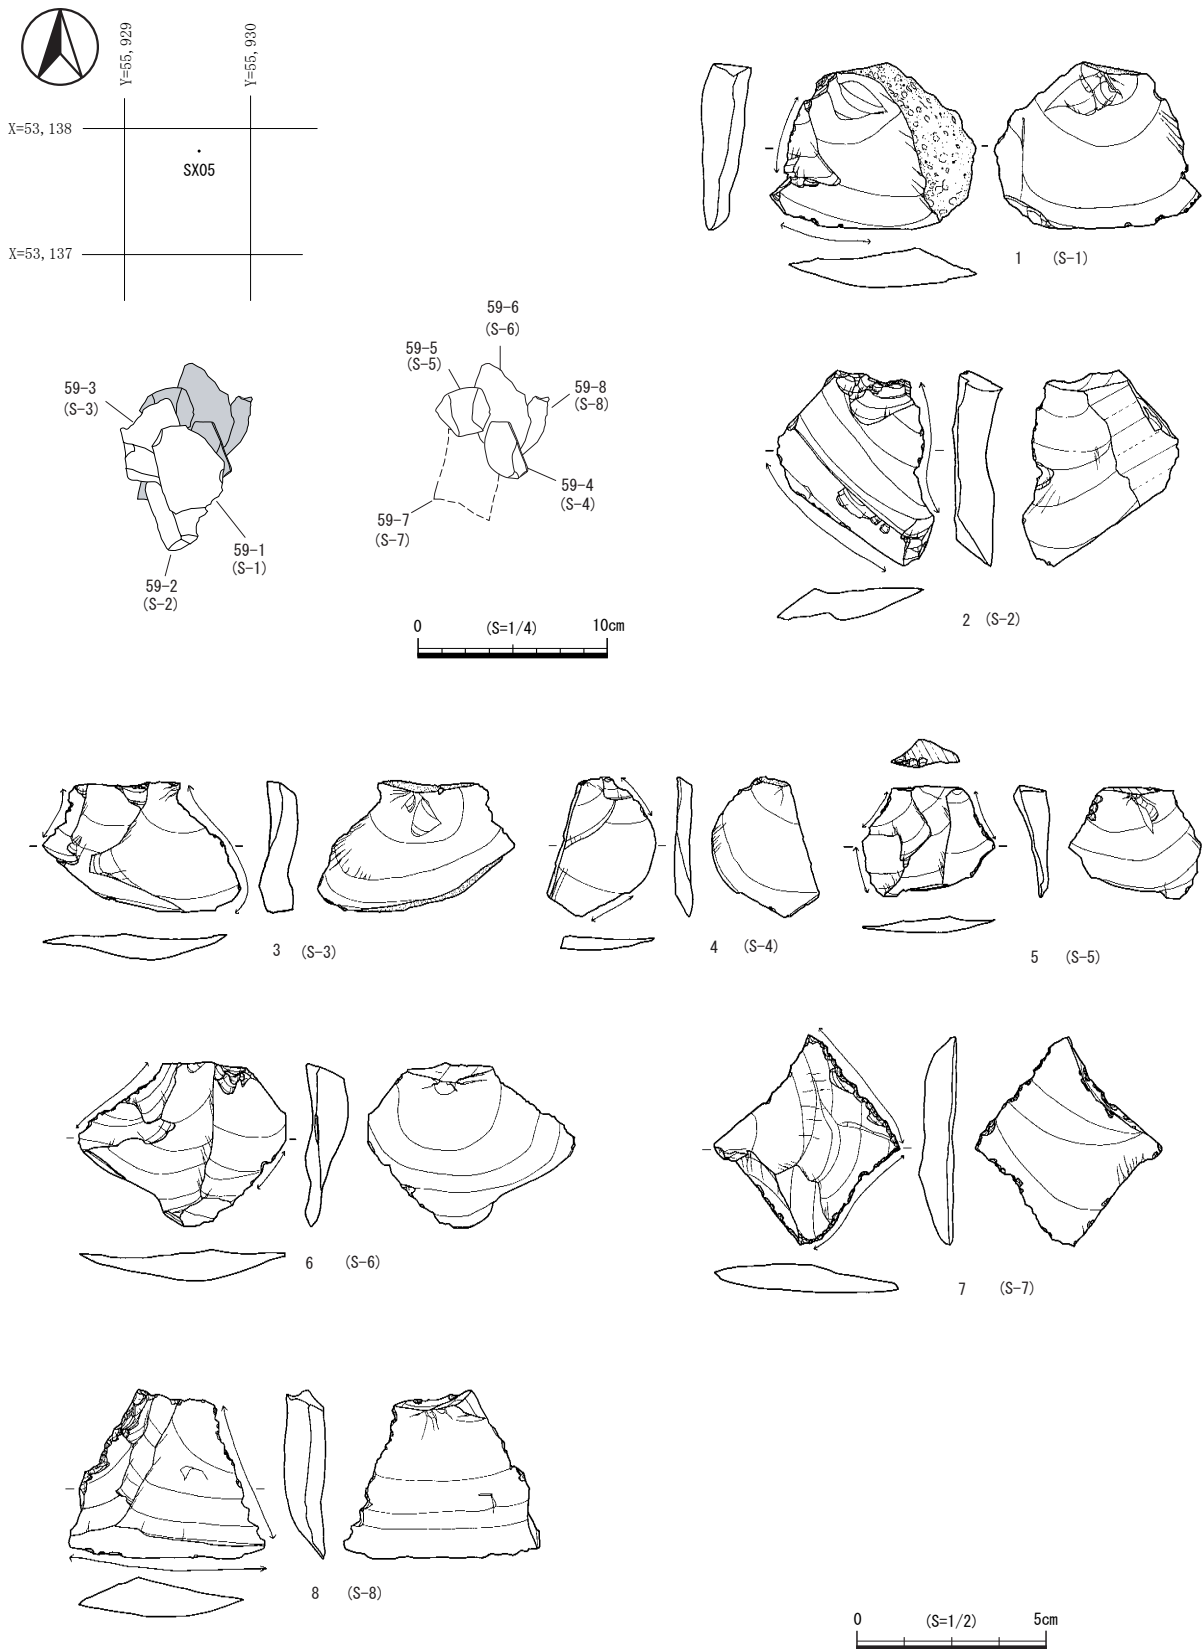 Y=55,929
Y=55,930
X=53,138
SX05
X=53,137
1 (S-1)
59-3
(S-3)
59-1
(S-1)
59-2
(S-2)
59-6
(S-6)
59-5
(S-5)
59-8
(S-8)
59-4
(S-4)
59-7
(S-7)
0 (S=1/4) 10cm
2 (S-2)
3 (S-3)
4 (S-4)
5 (S-5)
6 (S-6)
7 (S-7)
8 (S-8)
0 (S=1/2) 5cm